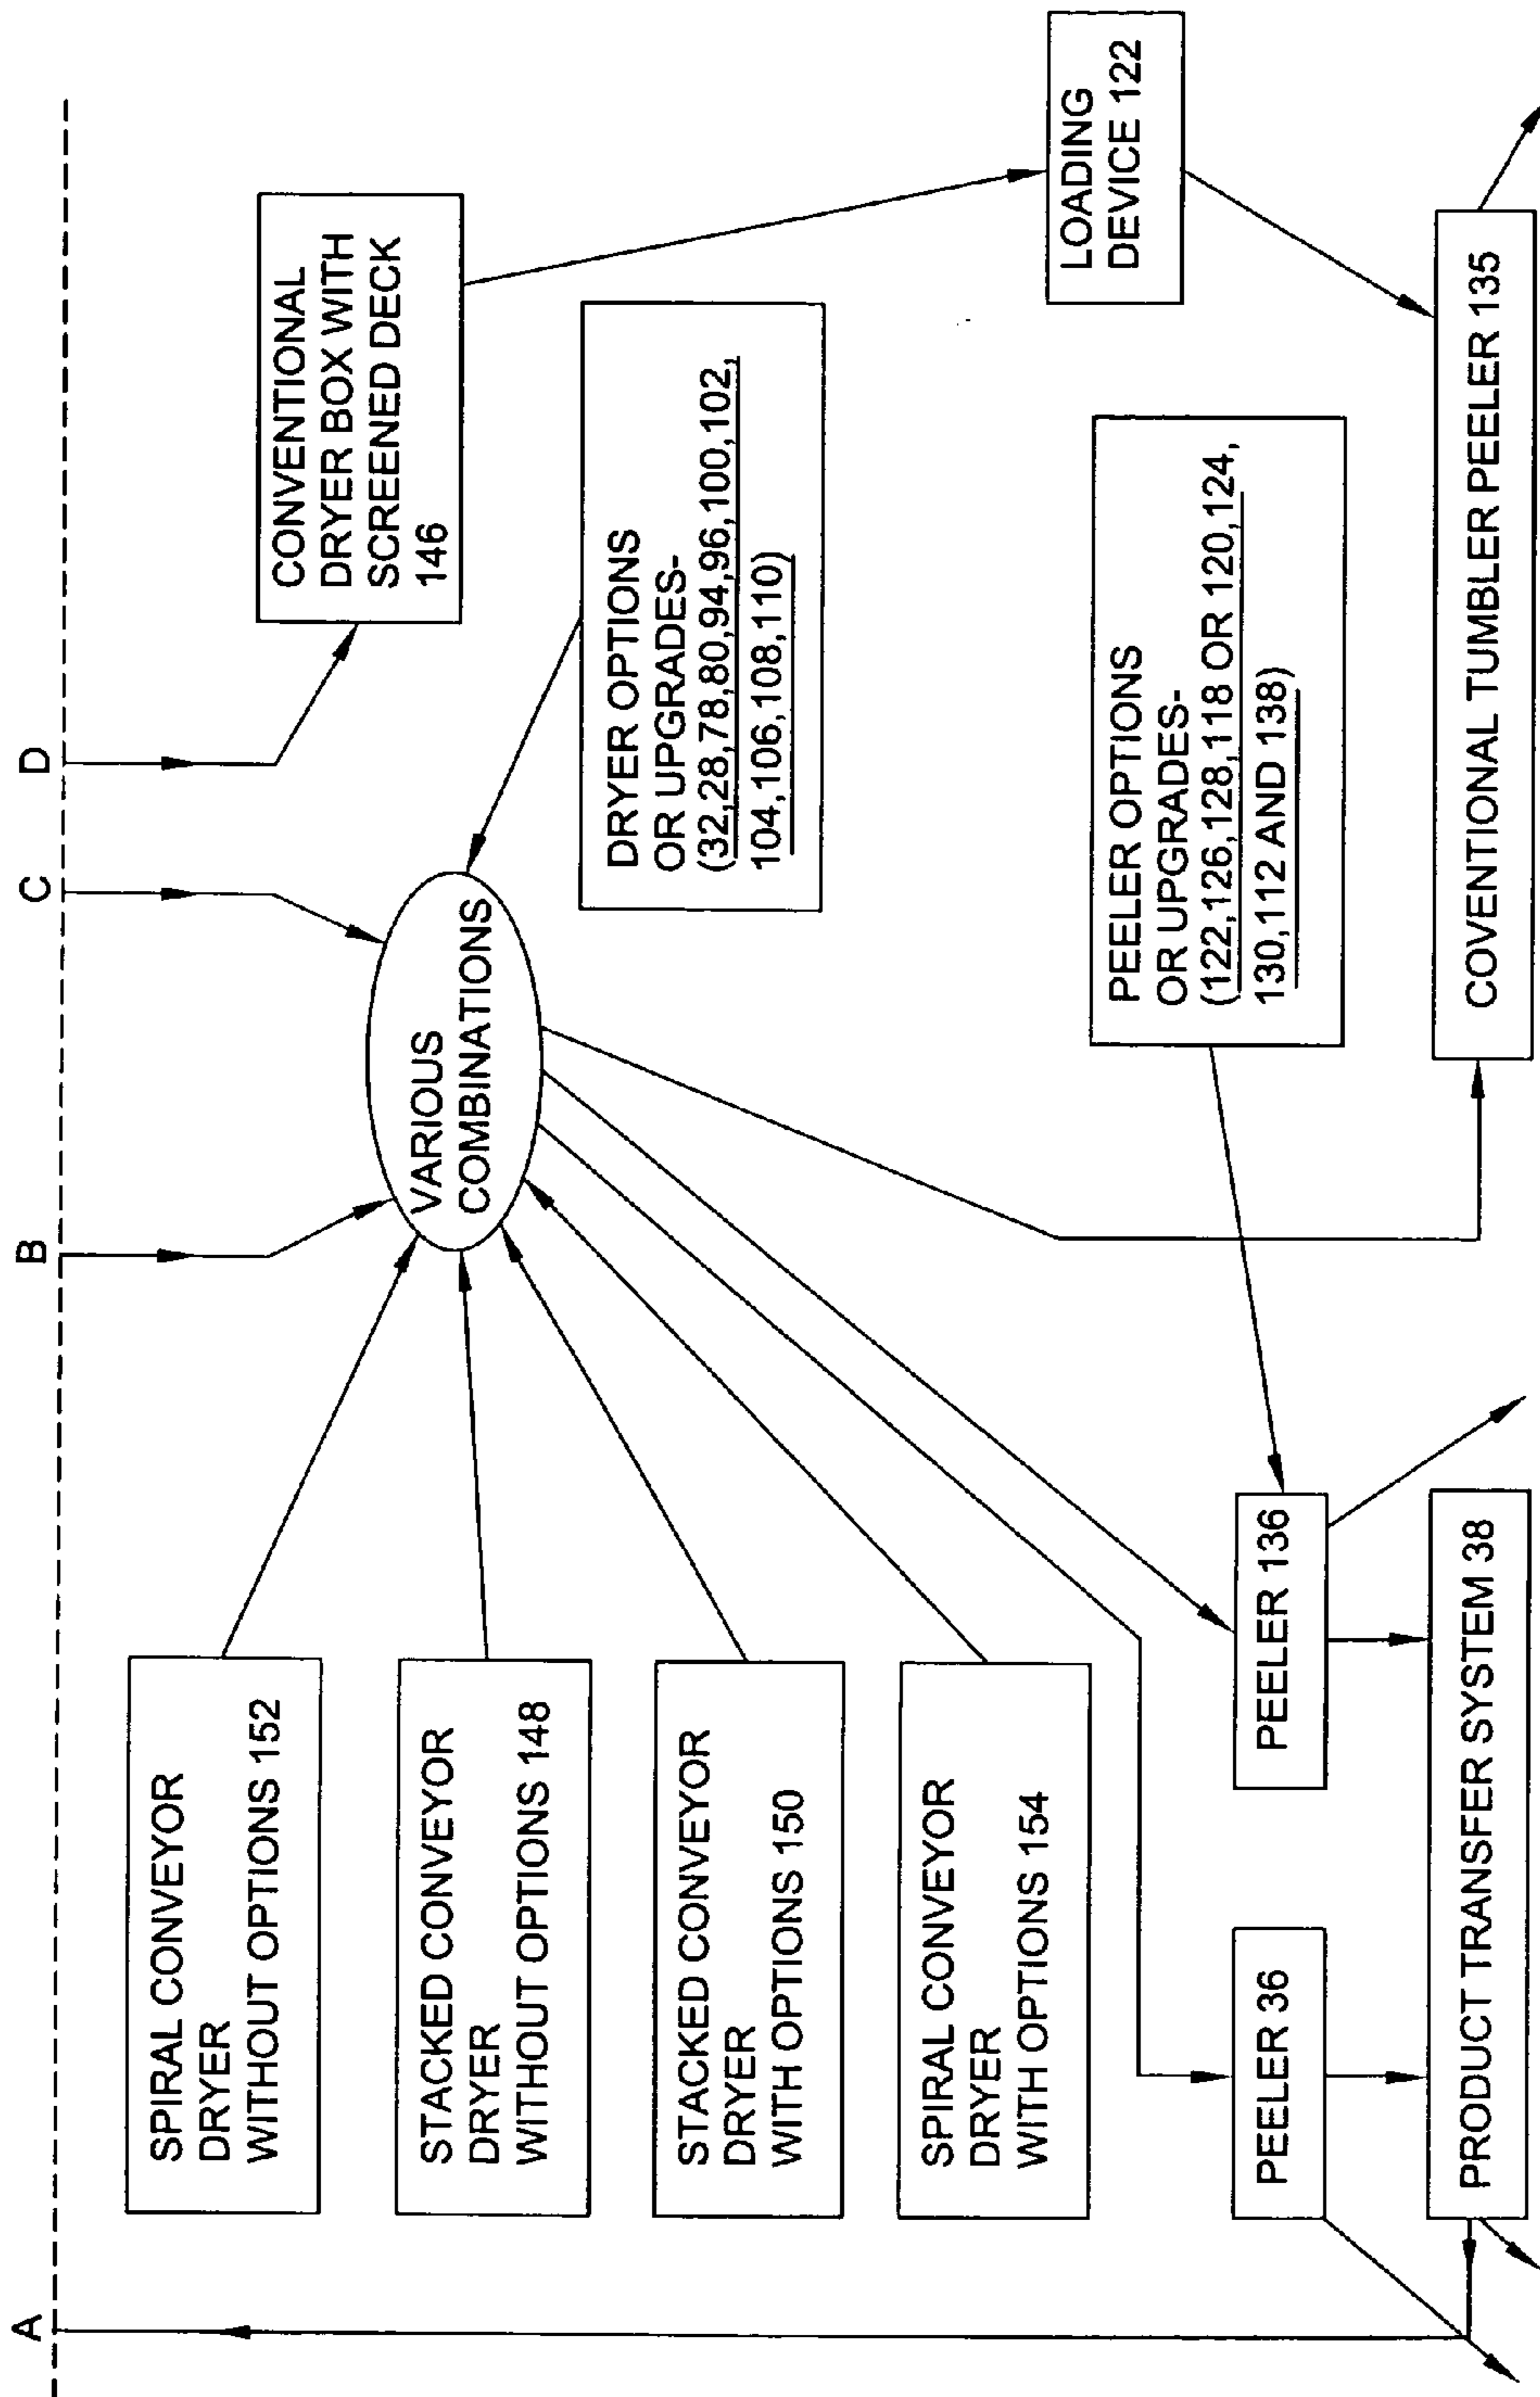 A
B
C
D
SPIRAL CONVEYOR
DRYER
WITHOUT OPTIONS 152
STACKED CONVEYOR
DRYER
WITHOUT OPTIONS 148
STACKED CONVEYOR
DRYER
WITH OPTIONS 150
SPIRAL CONVEYOR
DRYER
WITH OPTIONS 154
VARIOUS
COMBINATIONS
CONVENTIONAL
DRYER BOX WITH
SCREENED DECK
146
DRYER OPTIONS
OR UPGRADES-
(32,28,78,80,94,96,100,102,
104,106,108,110)
LOADING
DEVICE 122
PEELER OPTIONS
OR UPGRADES-
(122,126,128,118 OR 120,124,
130,112 AND 138)
PEELER 36
PEELER 136
PRODUCT TRANSFER SYSTEM 38
COVENTIONAL TUMBLER PEELER 135